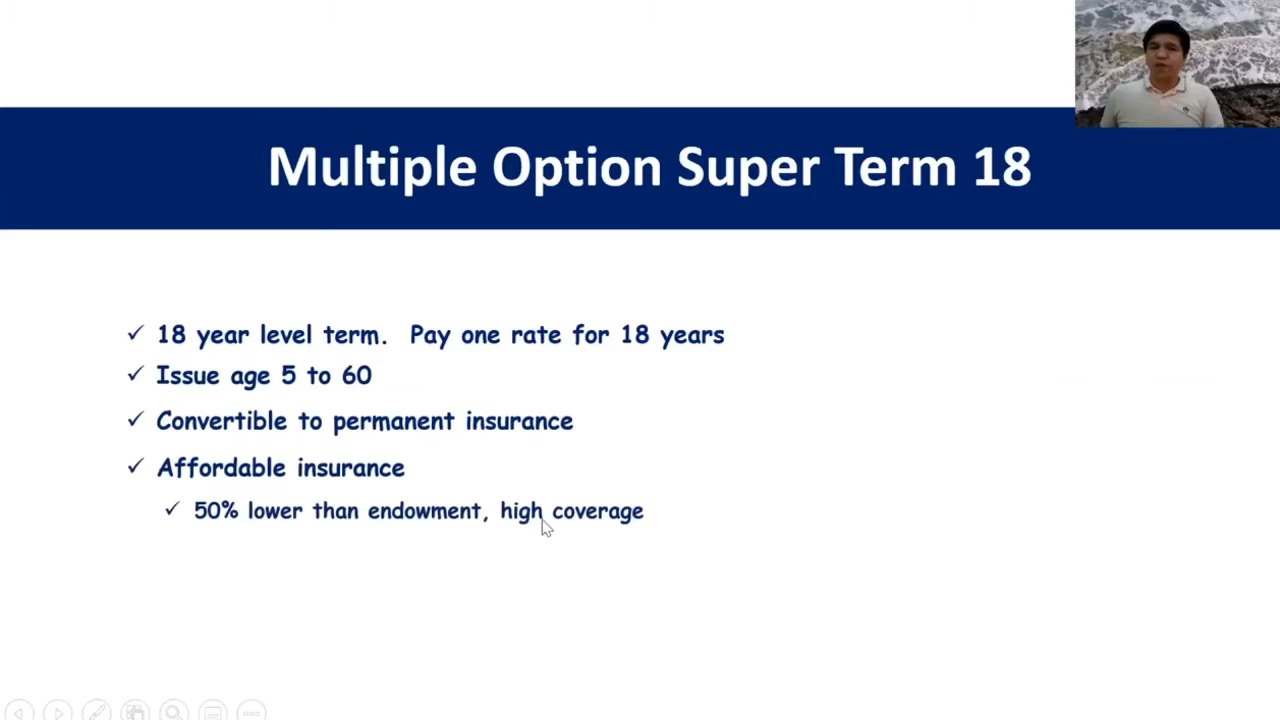 Multiple Option Super Term 18
✓ 18 year level term. Pay one rate for 18 years
✓ Issue age 5 to 60
✓ Convertible to permanent insurance
✓ Affordable insurance
✓ 50% lower than endowment, high coverage